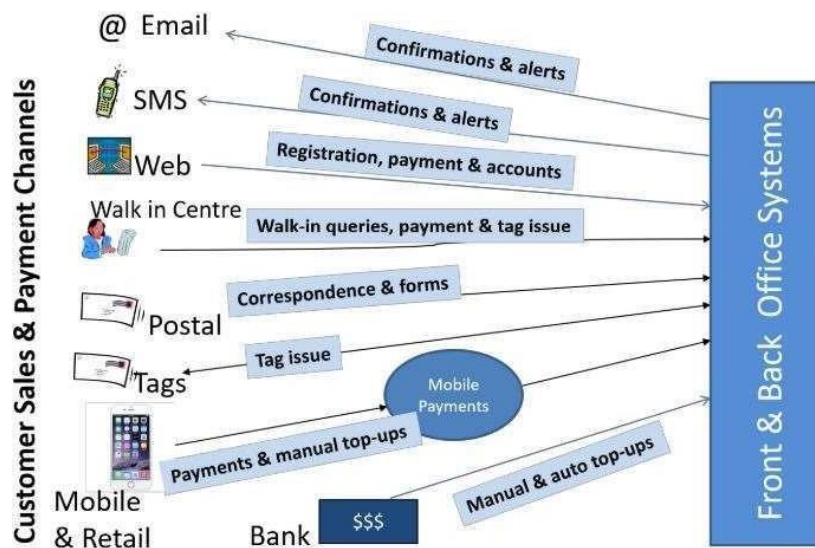 @ Email
Confirmations & alerts
SMS
Confirmations & alerts
Web
Registration, payment & accounts
Walk in Centre
Walk-in queries, payment & tag issue
Correspondence & forms
Postal
Tag issue
Tags
Mobile
Payments
Payments & manual top-ups
Manual & auto top-ups
Mobile
& Retail
Bank
$$$
Customer Sales & Payment Channels
Front & Back Office Systems